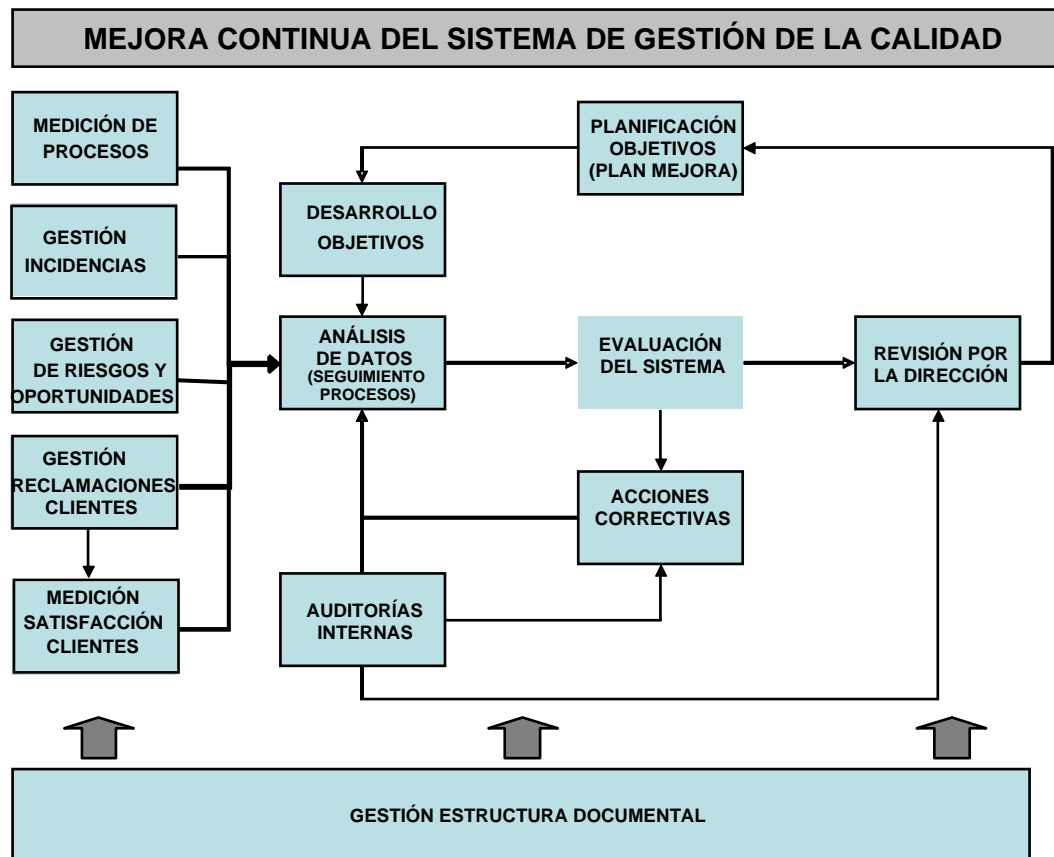 MEJORA CONTINUA DEL SISTEMA DE GESTIÓN DE LA CALIDAD
MEDICIÓN DE
PROCESOS
GESTIÓN
INCIDENCIAS
GESTIÓN
DE RIESGOS Y
OPORTUNIDADES
GESTIÓN
RECLAMACIONES
CLIENTES
MEDICIÓN
SATISFACCIÓN
CLIENTES
PLANIFICACIÓN
OBJETIVOS
(PLAN MEJORA)
DESARROLLO
OBJETIVOS
ANÁLISIS
DE DATOS
(SEGUIMIENTO
PROCESOS)
EVALUACIÓN
DEL SISTEMA
REVISIÓN POR
LA DIRECCIÓN
ACCIONES
CORRECTIVAS
AUDITORÍAS
INTERNAS
GESTIÓN ESTRUCTURA DOCUMENTAL